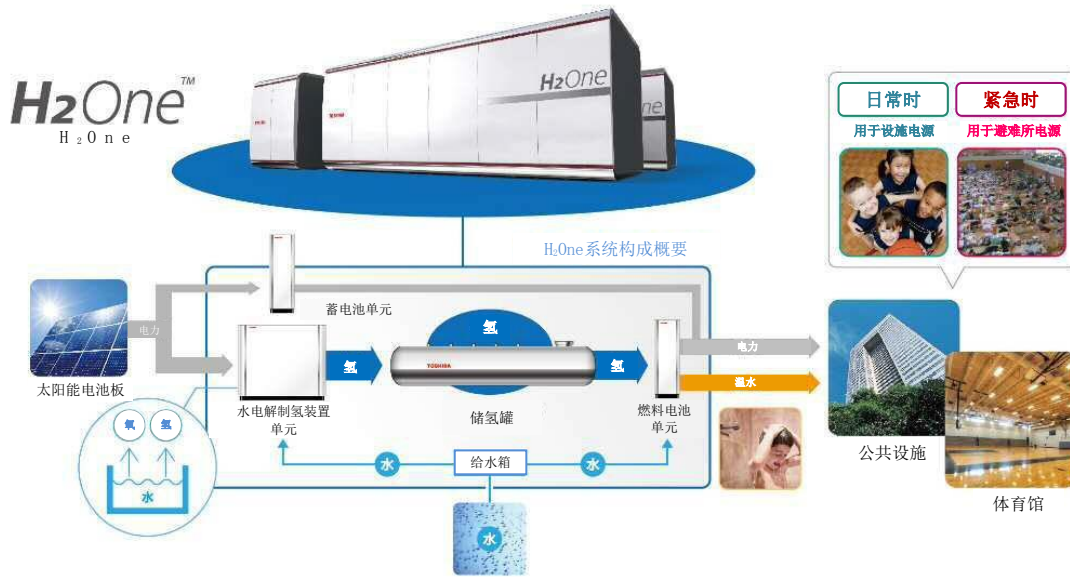 H2One™
H₂One
H2One
One
日常时
紧急时
用于设施电源
用于避难所电源
H₂One系统构成概要
电力
蓄电池单元
氢
氢
氢
TOSHIBA
电力
温水
太阳能电池板
水电解制氢装置
单元
储氢罐
燃料电池
单元
氧
氢
水
水
给水箱
水
水
公共设施
体育馆